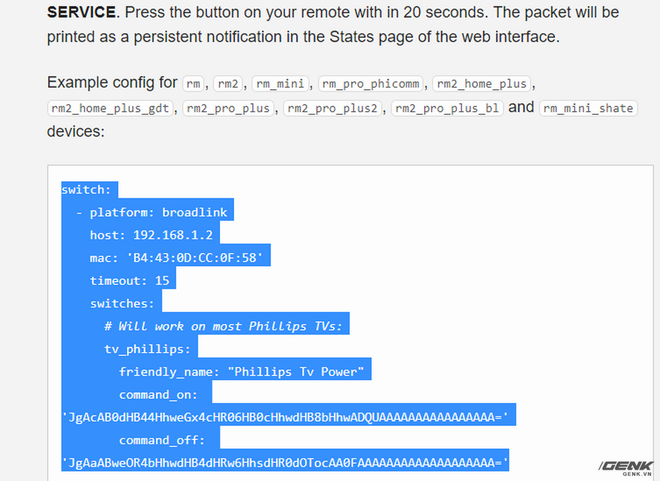 SERVICE. Press the button on your remote with in 20 seconds. The packet will be
printed as a persistent notification in the States page of the web interface.
Example config for rm, rm2, rm_mini, rm_pro_phicomm, rm2_home_plus,
rm2_home_plus_gdt, rm2_pro_plus, rm2_pro_plus2, rm2_pro_plus_bl and rm_mini_shate
devices:
switch:
- platform: broadlink
host: 192.168.1.2
mac: 'B4:43:0D:CC:0F:58'
timeout: 15
switches:
# Will work on most Phillips TVs:
tv_phillips:
friendly_name: "Phillips Tv Power"
command_on:
'JgAcAB0dHB44HhweGx4cHR06HB0cHhwdHB8bHhwADQUAAAAAAAAAAAAAAAA='
command_off:
'JgAaABweOR4bHhwdHB4dHRw6HhsdHR0dOTocAA0FAAAAAAAAAAAAAAAAAAA='
GENK
GENK.VN